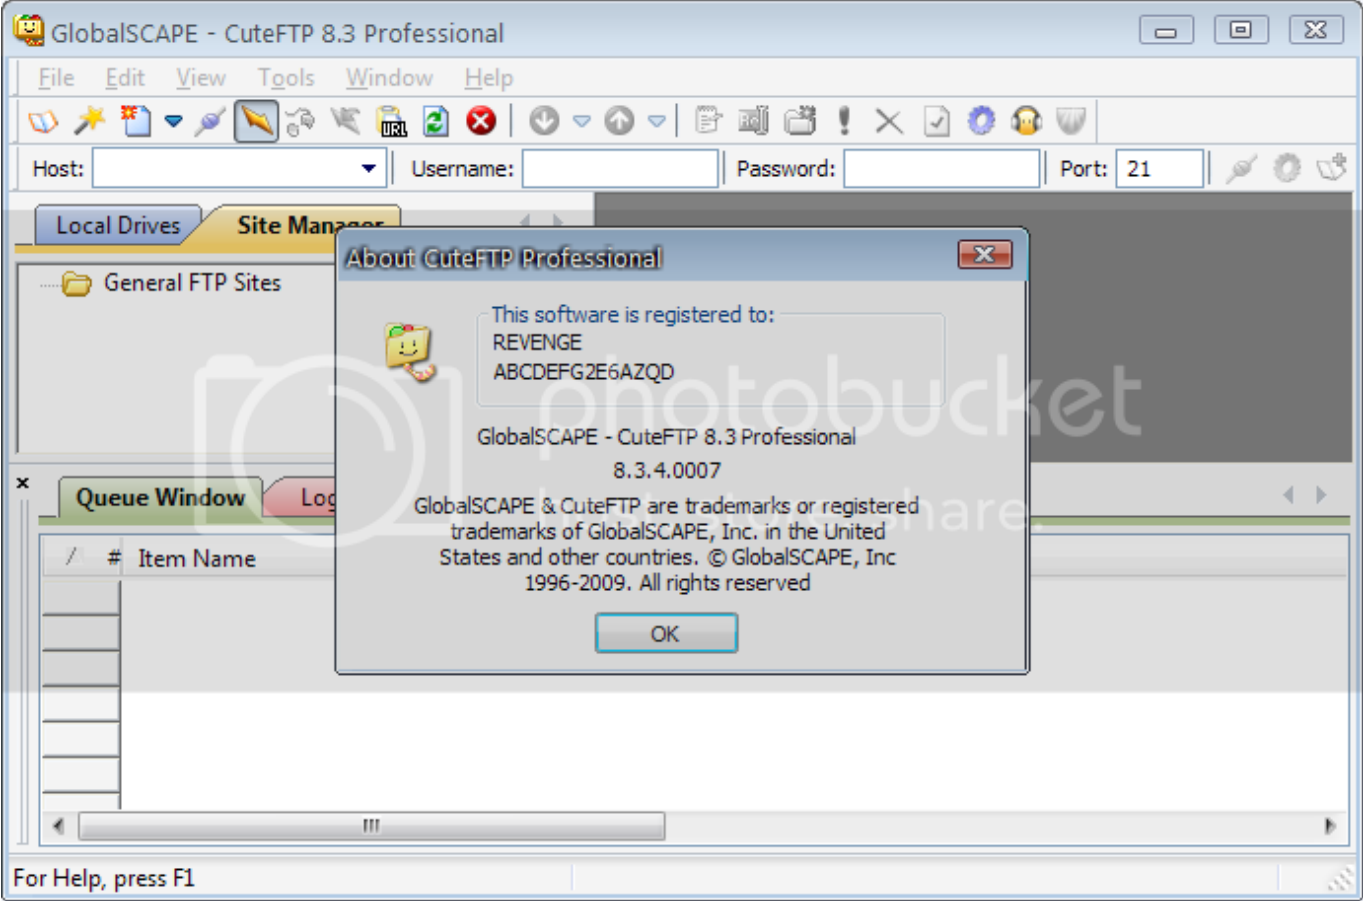 GlobalSCAPE - CuteFTP 8.3 Professional
File Edit View Tools Window Help
URL
Host: Username: Password: Port: 21
Local Drives Site Manager
About CuteFTP Professional
General FTP Sites
This software is registered to:
REVENGE
ABCDEFG2E6AZQD
photobucket
GlobalSCAPE - CuteFTP 8.3 Professional
8.3.4.0007
Queue Window Log
GlobalSCAPE & CuteFTP are trademarks or registered
trademarks of GlobalSCAPE, Inc. in the United
States and other countries. © GlobalSCAPE, Inc
1996-2009. All rights reserved
share.
/ # Item Name
OK
For Help, press F1